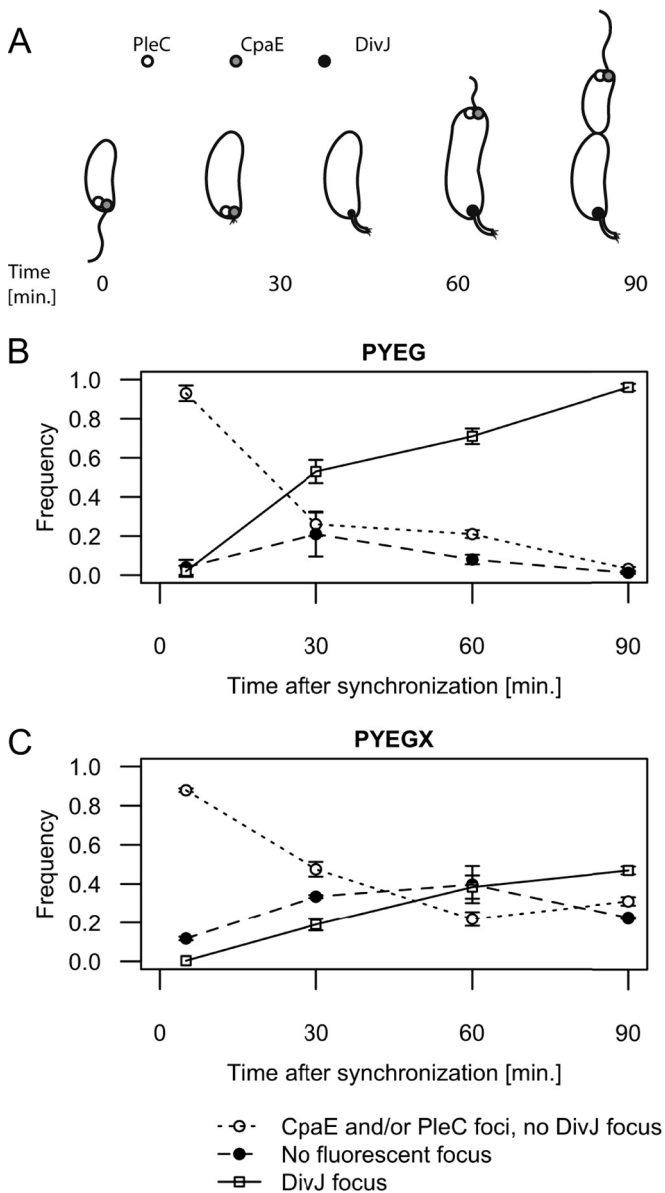 A
PleC CpaE DivJ
Time
[min.] 0 30 60 90
B
PYEG
Frequency
1.0
0.8
0.6
0.4
0.2
0.0
0 30 60 90
Time after synchronization [min.]
C
PYEGX
Frequency
1.0
0.8
0.6
0.4
0.2
0.0
0 30 60 90
Time after synchronization [min.]
CpaE and/or PleC foci, no DivJ focus
No fluorescent focus
DivJ focus